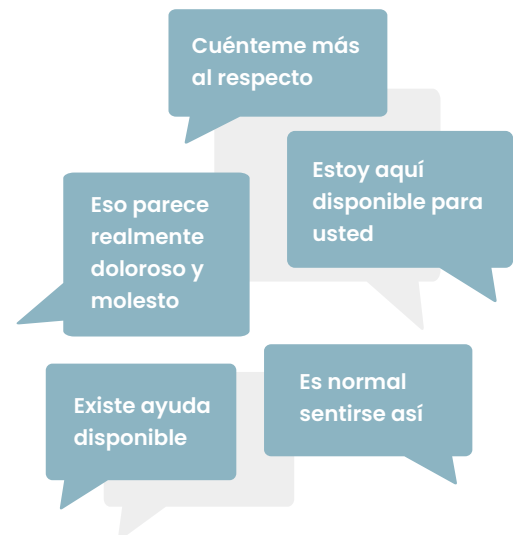 Cuénteme más
al respecto
Estoy aquí
disponible para
usted
Eso parece
realmente
doloroso y
molesto
Es normal
sentirse así
Existe ayuda
disponible